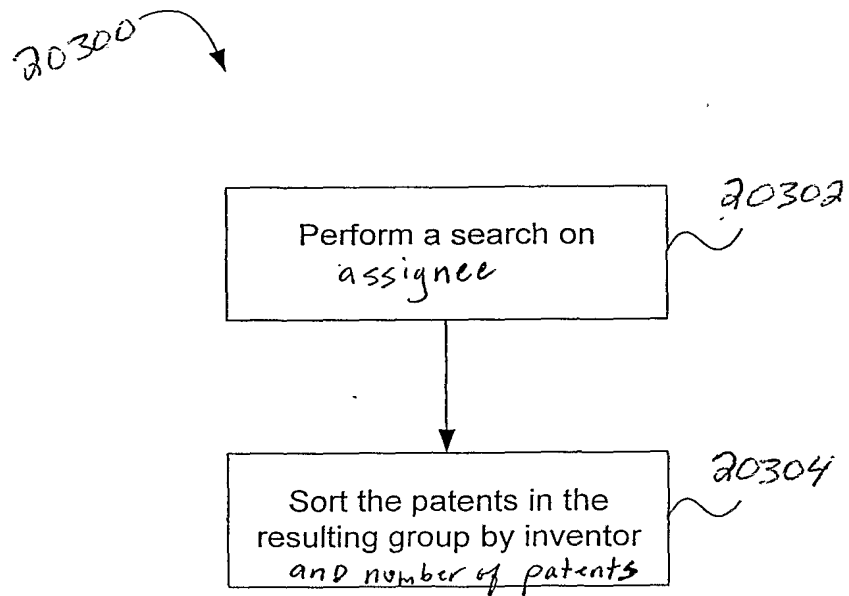 20300
20302
Perform a search on
assignee
20304
Sort the patents in the
resulting group by inventor
and number of patents